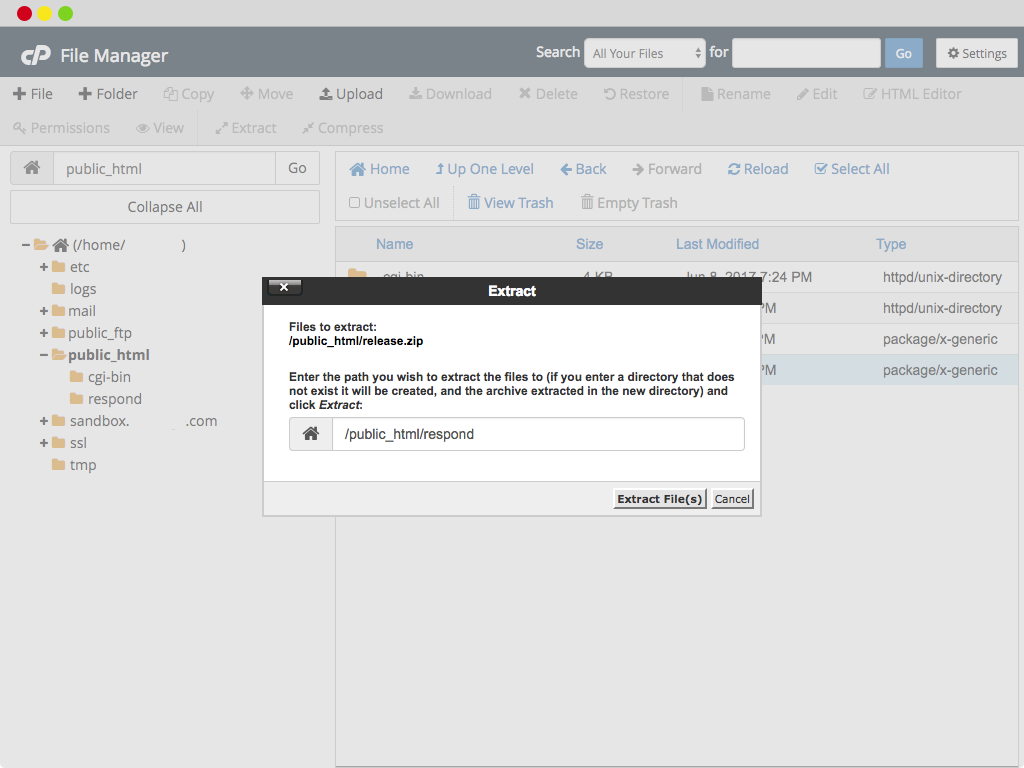 cP File Manager
Search All Your Files for Go Settings
File Folder Copy Move Upload Download Delete Restore Rename Edit HTML Editor
Permissions View Extract Compress
public_html Go
Collapse All
(/home/ )
etc
logs
mail
public_ftp
public_html
cgi-bin
respond
sandbox. .com
ssl
tmp
Home Up One Level Back Forward Reload Select All
Unselect All View Trash Empty Trash
Name Size Last Modified Type
cgi-bin 4 KB Jun 8, 2017 7:24 PM httpd/unix-directory
PM httpd/unix-directory
PM package/x-generic
PM package/x-generic
Extract
Files to extract:
/public_html/release.zip
Enter the path you wish to extract the files to (if you enter a directory that does
not exist it will be created, and the archive extracted in the new directory) and
click Extract:
/public_html/respond
Extract File(s) Cancel